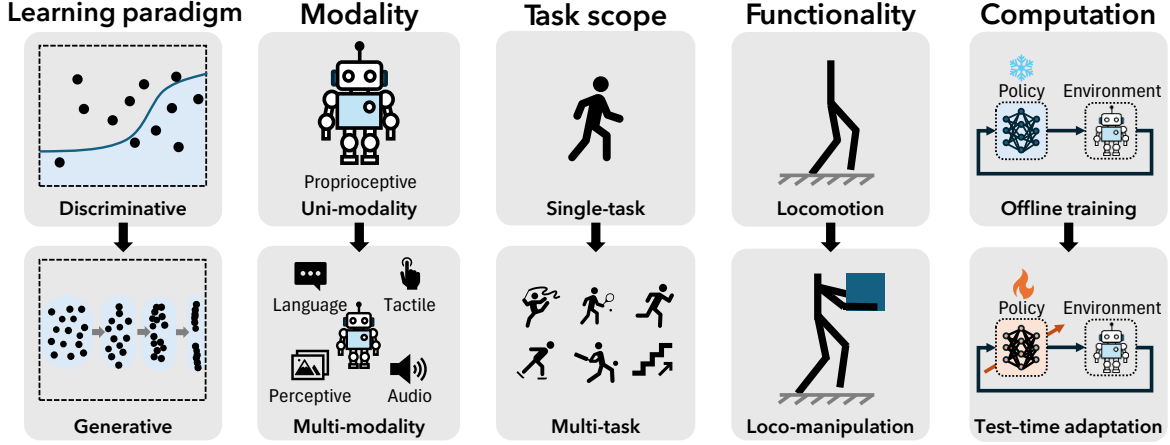 Learning paradigm
Modality
Task scope
Functionality
Computation
Policy
Environment
Proprioceptive
Discriminative
Uni-modality
Single-task
Locomotion
Offline training
Language
Tactile
Policy
Environment
Perceptive
Audio
Generative
Multi-modality
Multi-task
Loco-manipulation
Test–time adaptation